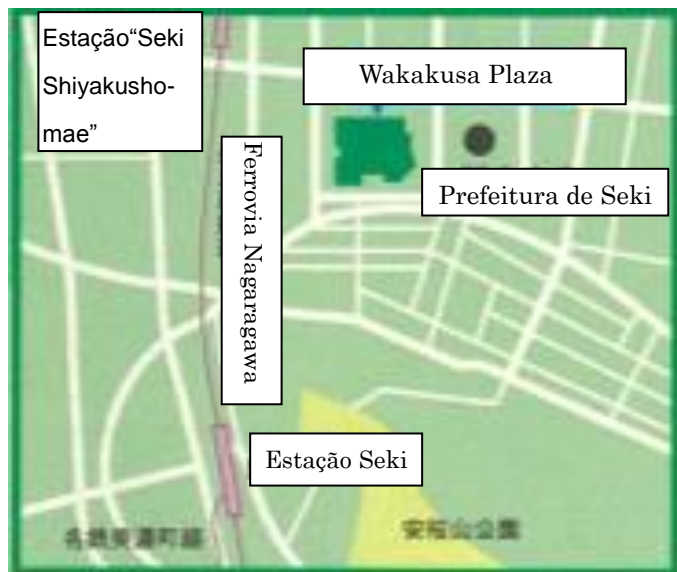 Estação“Seki
Shiyakusho-
mae”
Wakakusa Plaza
Ferrovia Nagaragawa
Prefeitura de Seki
Estação Seki
安桜山公園